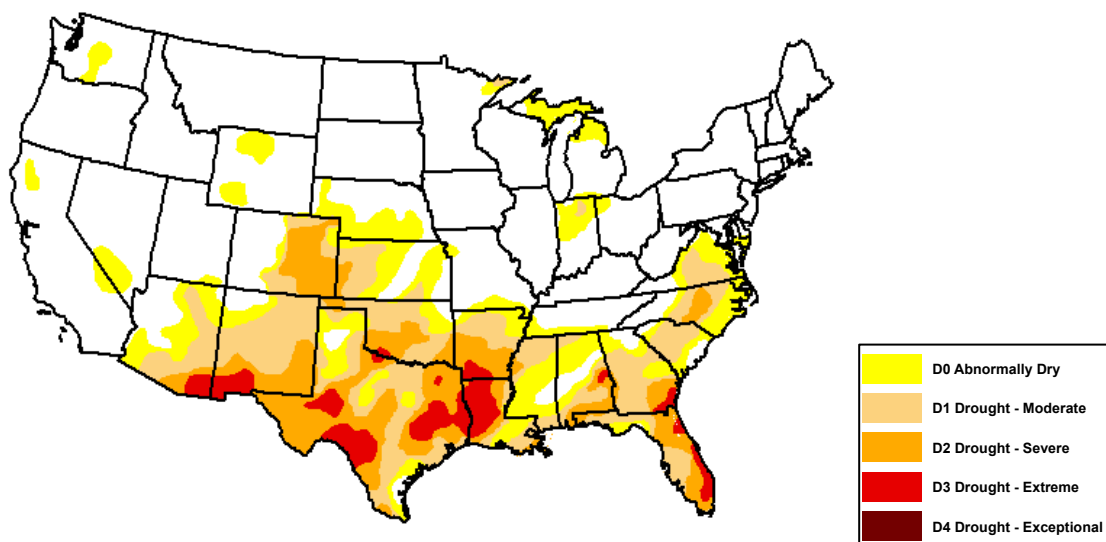 D0 Abnormally Dry
D1 Drought - Moderate
D2 Drought - Severe
D3 Drought - Extreme
D4 Drought - Exceptional